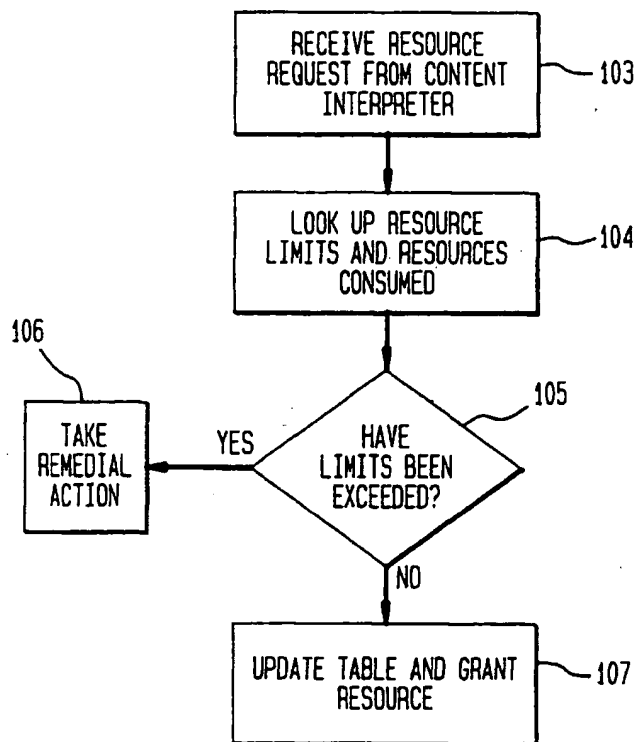 RECEIVE RESOURCE
REQUEST FROM CONTENT
INTERPRETER
103
LOOK UP RESOURCE
LIMITS AND RESOURCES
CONSUMED
104
106
TAKE
REMEDIAL
ACTION
YES
HAVE
LIMITS BEEN
EXCEEDED?
105
NO
UPDATE TABLE AND GRANT
RESOURCE
107